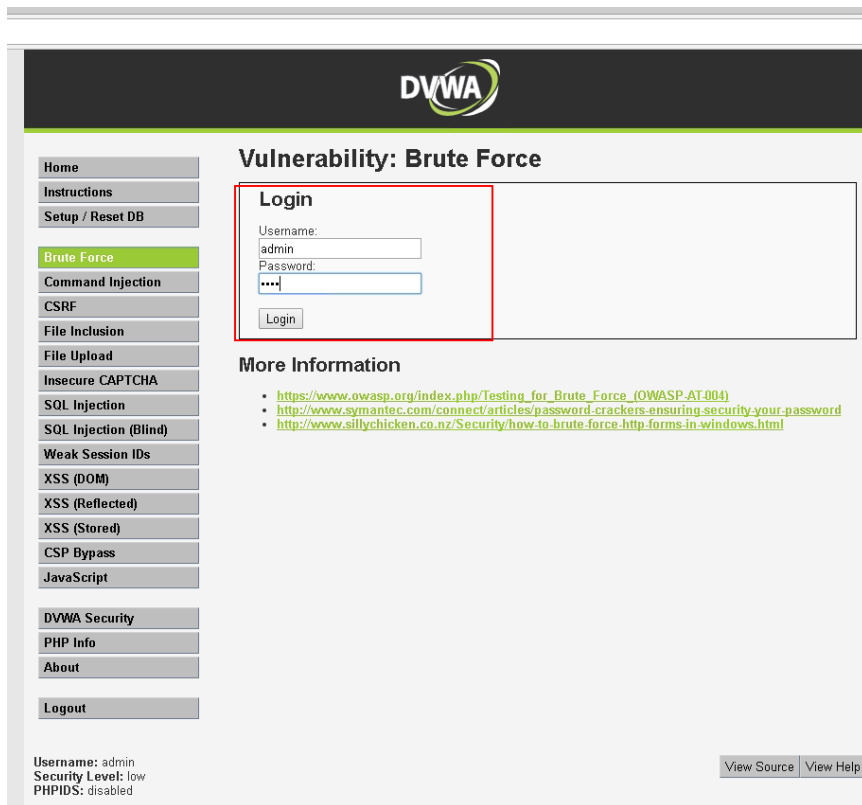 DVWA
Home
Instructions
Setup / Reset DB
Brute Force
Command Injection
CSRF
File Inclusion
File Upload
Insecure CAPTCHA
SQL Injection
SQL Injection (Blind)
Weak Session IDs
XSS (DOM)
XSS (Reflected)
XSS (Stored)
CSP Bypass
JavaScript
DVWA Security
PHP Info
About
Logout
Vulnerability: Brute Force
Login
Username:
admin
Password:
••••
Login
More Information
https://www.owasp.org/index.php/Testing_for_Brute_Force_(OWASP-AT-004)
http://www.symantec.com/connect/articles/password-crackers-ensuring-security-your-password
http://www.sillychicken.co.nz/Security/how-to-brute-force-http-forms-in-windows.html
Username: admin
Security Level: low
PHPIDS: disabled
View Source
View Help